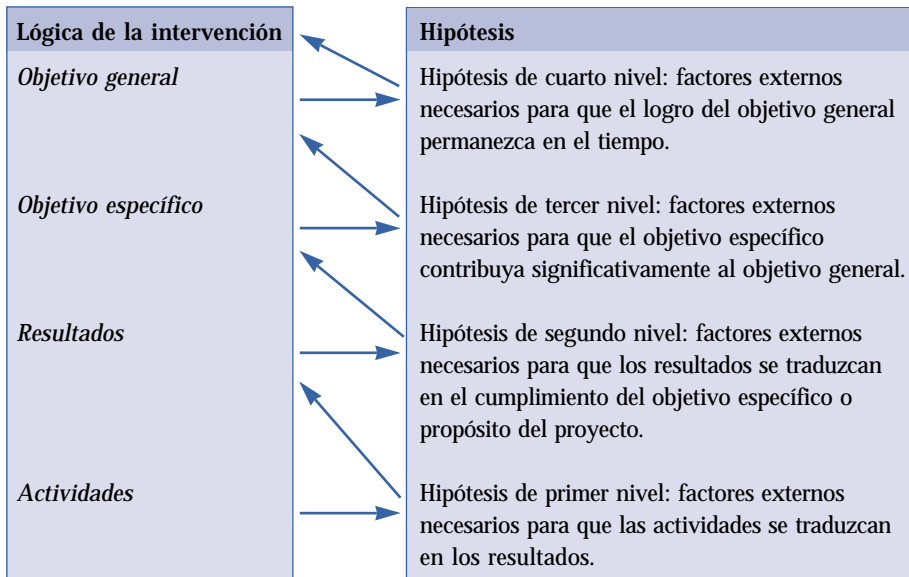 Lógica de la intervención
Hipótesis
Objetivo general
Hipótesis de cuarto nivel: factores externos
necesarios para que el logro del objetivo general
permanezca en el tiempo.
Objetivo específico
Hipótesis de tercer nivel: factores externos
necesarios para que el objetivo específico
contribuya significativamente al objetivo general.
Resultados
Hipótesis de segundo nivel: factores externos
necesarios para que los resultados se traduzcan
en el cumplimiento del objetivo específico o
propósito del proyecto.
Actividades
Hipótesis de primer nivel: factores externos
necesarios para que las actividades se traduzcan
en los resultados.